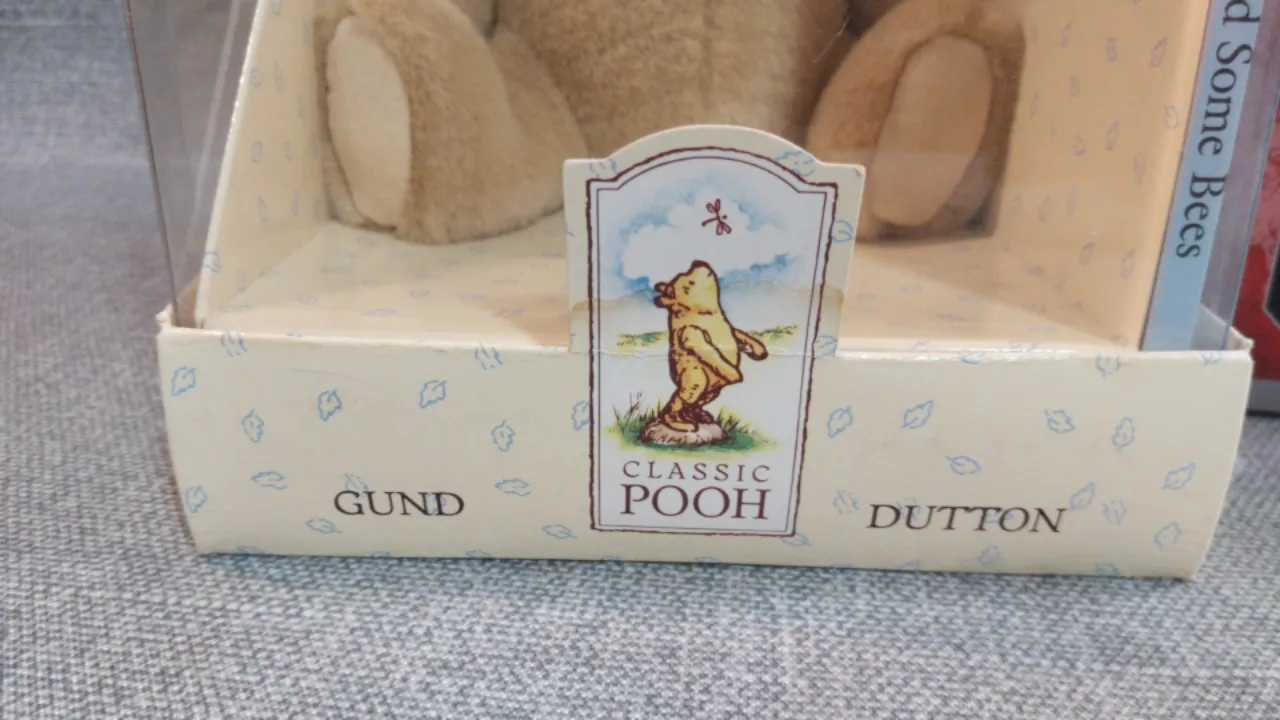 d Some Bees
CLASSIC
POOH
GUND
DUTTON